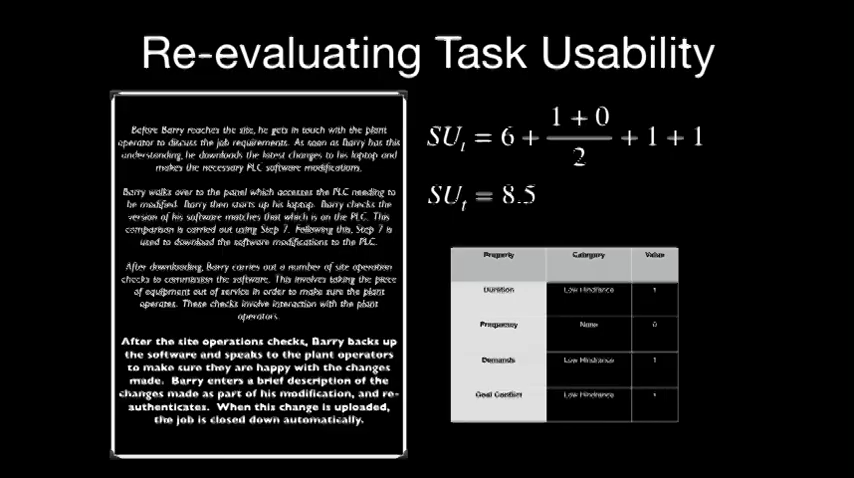 Re-evaluating Task Usability
Before Barry reaches the site, he gets in touch with the plant
operator to discuss the job requirements. As soon as Barry has this
understanding, he downloads the latest changes to his laptop and
makes the necessary PLC software modifications.
Barry walks over to the panel which accesses the PLC needing to
be modified. Barry then starts up his laptop. Barry checks the
version of his software matches that which is on the PLC. This
comparison is carried out using Step 7. Following this, Step 7 is
used to download the software modifications to the PLC.
After downloading, Barry carries out a number of site operation
checks to commission the software. This involves taking the piece
of equipment out of service in order to make sure the plant
operates. These checks involve interaction with the plant
operators.
After the site operations checks, Barry backs up
the software and speaks to the plant operators
to make sure they are happy with the changes
made. Barry enters a brief description of the
changes made as part of his modification, and re-
authenticates. When this change is uploaded,
the job is closed down automatically.
SUt = 6 + (1 + 0)/2 + 1 + 1
SUt = 8.5
Property Category Value
Duration Low Hindrance 1
Frequency None 0
Demands Low Hindrance 1
Goal Conflict Low Hindrance 1